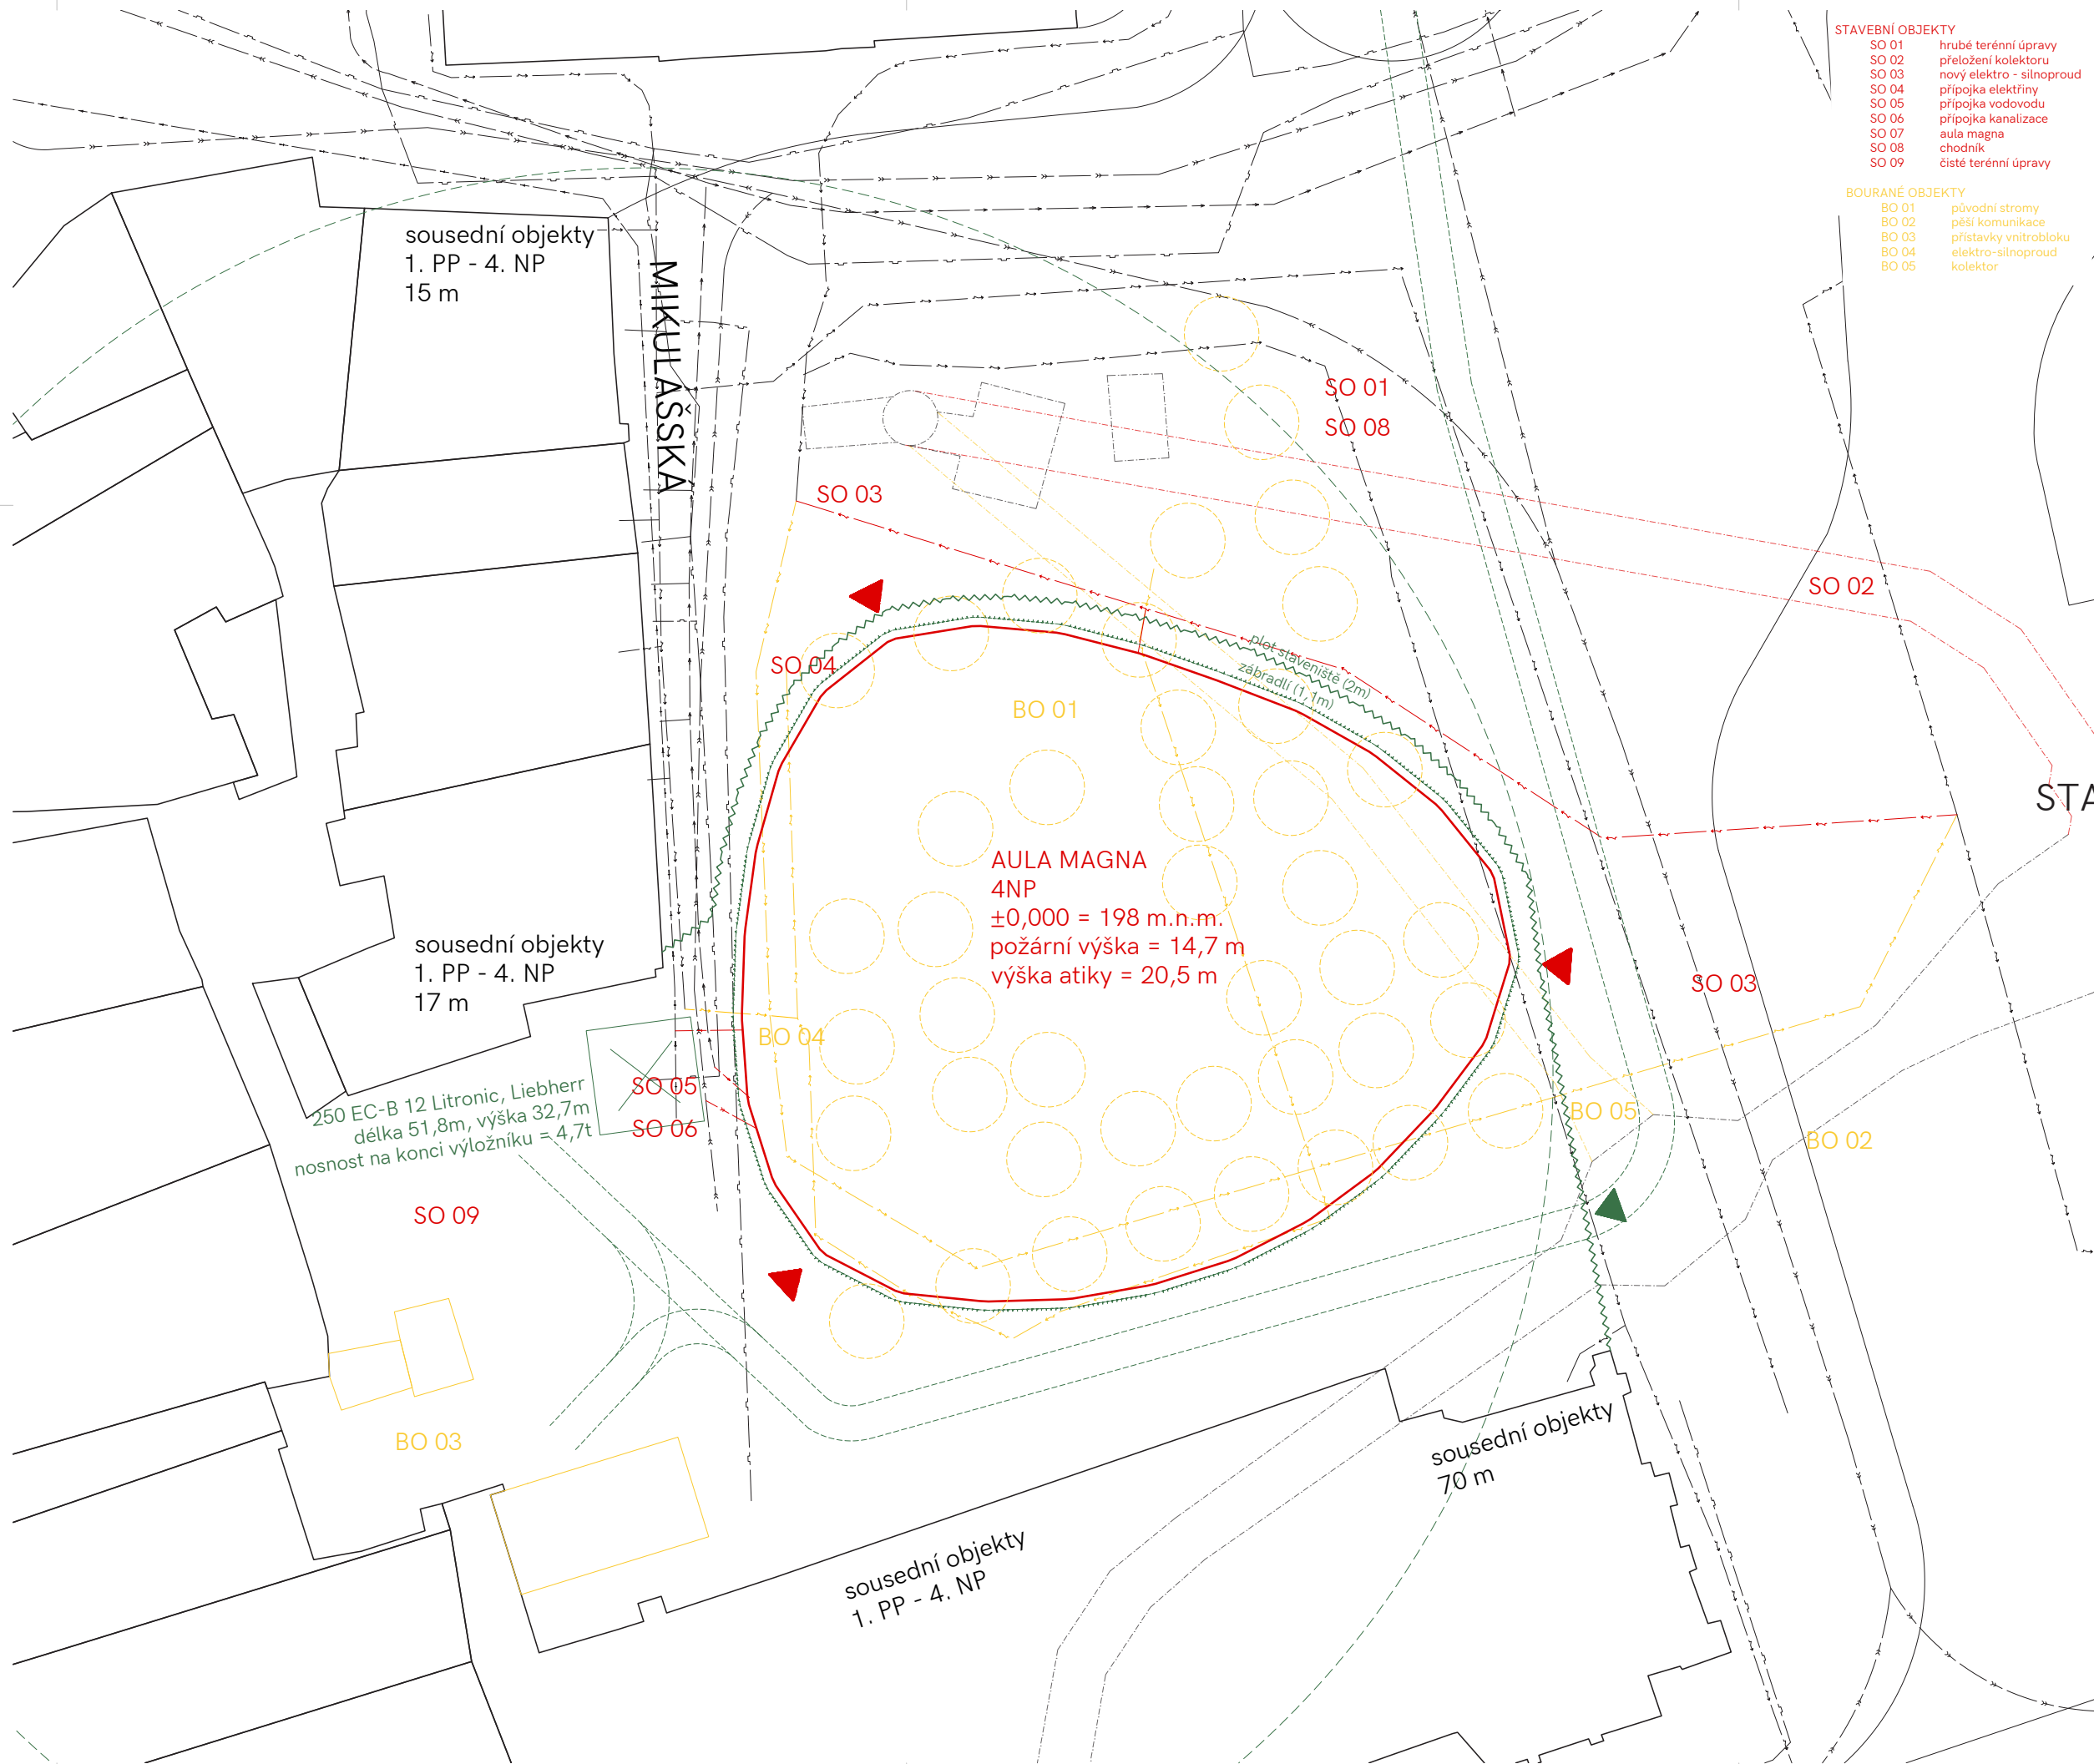 STAVEBNÍ OBJEKTY
SO 01 hrubé terénní úpravy
SO 02 přeložení kolektoru
SO 03 nový elektro - silnoproud
SO 04 přípojka elektřiny
SO 05 přípojka vodovodu
SO 06 přípojka kanalizace
SO 07 aula magna
SO 08 chodník
SO 09 čisté terénní úpravy
BOURANÉ OBJEKTY
BO 01 původní stromy
BO 02 pěší komunikace
BO 03 přístavky vnitrobloku
BO 04 elektro-silnoproud
BO 05 kolektor
sousední objekty
1. PP - 4. NP
15 m
MIKULÁŠSKÁ
SO 01
SO 08
SO 03
SO 02
plot staveniště (2m)
zábradlí (1,1m)
SO 04
BO 01
STA
AULA MAGNA
4NP
±0,000 = 198 m.n.m.
požární výška = 14,7 m
výška atiky = 20,5 m
sousední objekty
1. PP - 4. NP
17 m
SO 03
BO 04
250 EC-B 12 Litronic, Liebherr
délka 51,8m, výška 32,7m
nosnost na konci výložníku = 4,7t
SO 05
SO 06
BO 05
BO 02
SO 09
BO 03
sousední objekty
70 m
sousední objekty
1. PP - 4. NP